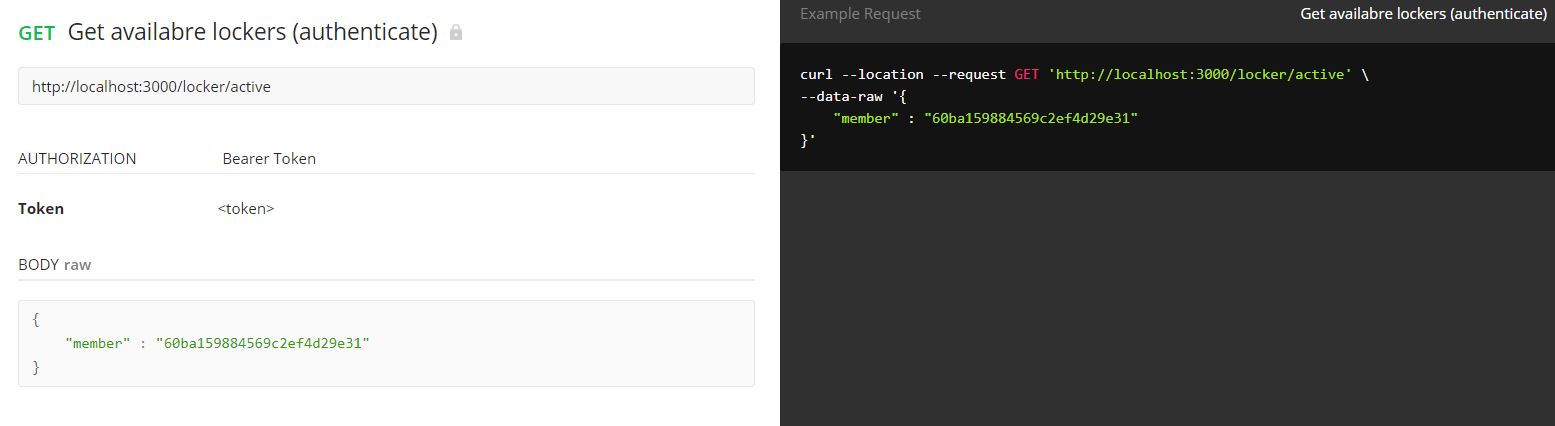 GET Get availabre lockers (authenticate)
http://localhost:3000/locker/active
AUTHORIZATION Bearer Token
Token <token>
BODY raw
{
"member" : "60ba159884569c2ef4d29e31"
}
Example Request Get availabre lockers (authenticate)
curl --location --request GET 'http://localhost:3000/locker/active' \
--data-raw '{
"member" : "60ba159884569c2ef4d29e31"
}'